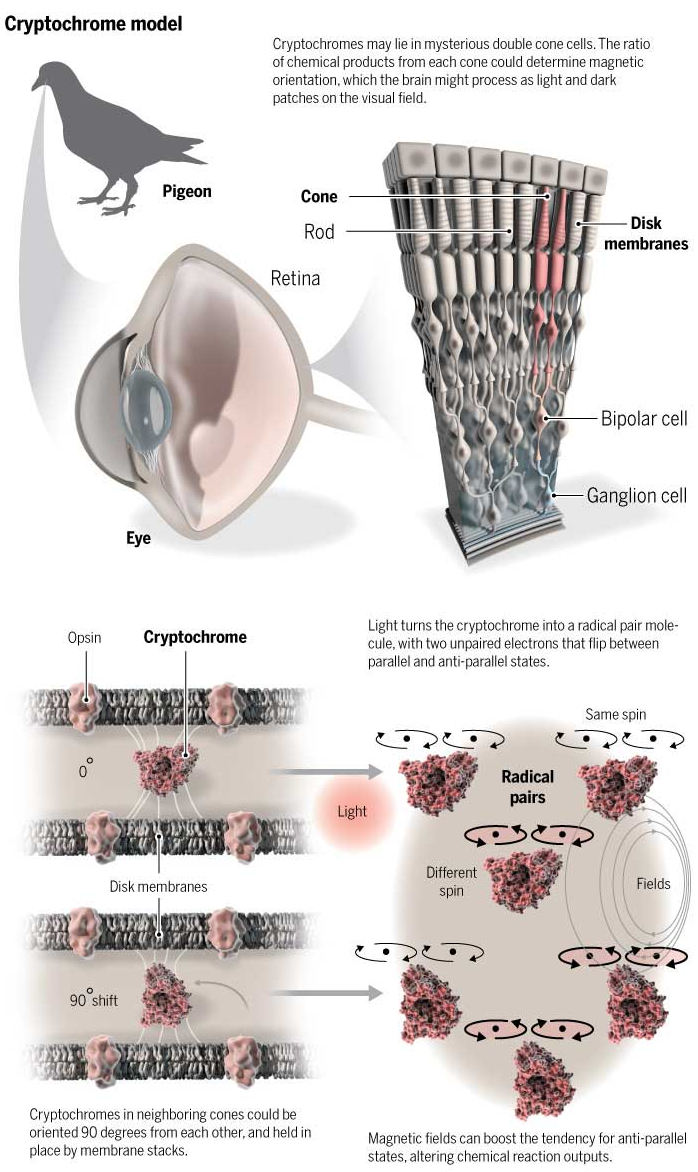 Cryptochrome model
Cryptochromes may lie in mysterious double cone cells. The ratio
of chemical products from each cone could determine magnetic
orientation, which the brain might process as light and dark
patches on the visual field.
Pigeon
Cone
Rod
Disk
membranes
Retina
Bipolar cell
Ganglion cell
Eye
Light turns the cryptochrome into a radical pair mole-
cule, with two unpaired electrons that flip between
parallel and anti-parallel states.
Opsin
Cryptochrome
0°
Light
Same spin
Radical
pairs
Different
spin
Fields
Disk membranes
90° shift
Cryptochromes in neighboring cones could be
oriented 90 degrees from each other, and held in
place by membrane stacks.
Magnetic fields can boost the tendency for anti-parallel
states, altering chemical reaction outputs.